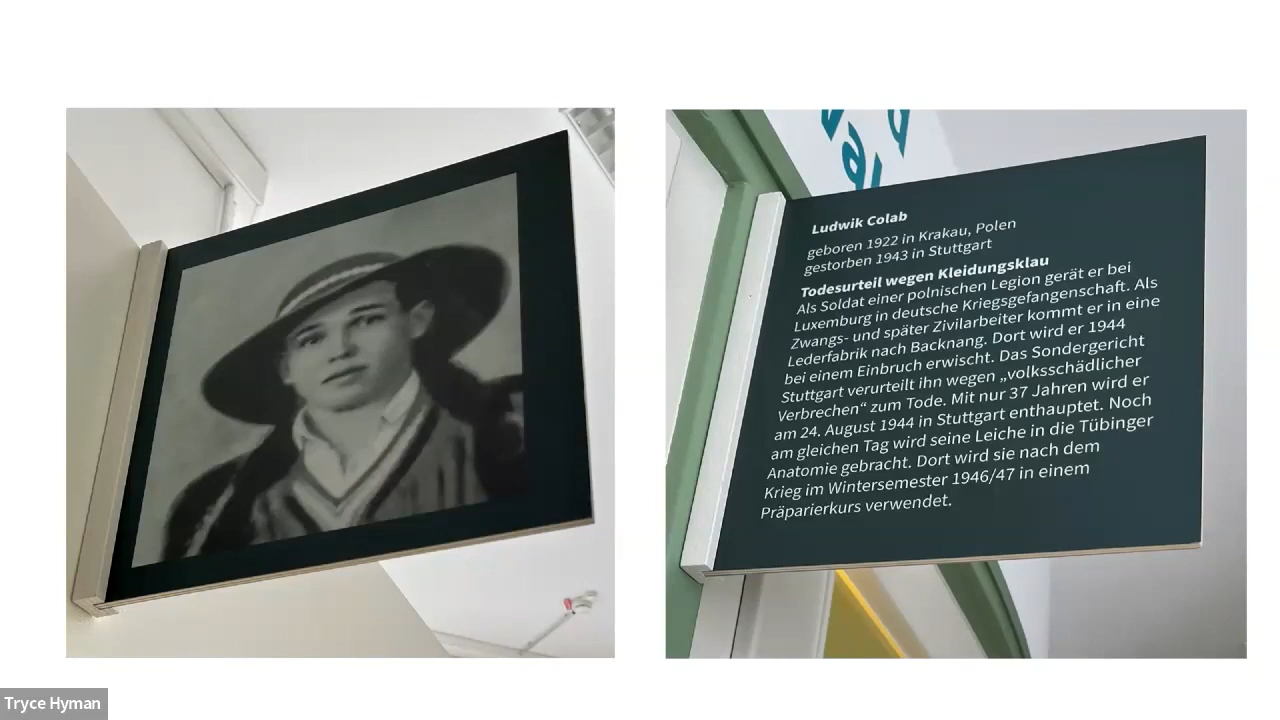 Ludwik Colab
geboren 1922 in Krakau, Polen
gestorben 1943 in Stuttgart
Todesurteil wegen Kleidungsklau
Als Soldat einer polnischen Legion gerät er bei
Luxemburg in deutsche Kriegsgefangenschaft. Als
Zwangs- und später Zivilarbeiter kommt er in eine
Lederfabrik nach Backnang. Dort wird er 1944
bei einem Einbruch erwischt. Das Sondergericht
Stuttgart verurteilt ihn wegen „volksschädlicher
Verbrechen“ zum Tode. Mit nur 37 Jahren wird er
am 24. August 1944 in Stuttgart enthauptet. Noch
am gleichen Tag wird seine Leiche in die Tübinger
Anatomie gebracht. Dort wird sie nach dem
Krieg im Wintersemester 1946/47 in einem
Präparierkurs verwendet.
Tryce Hyman